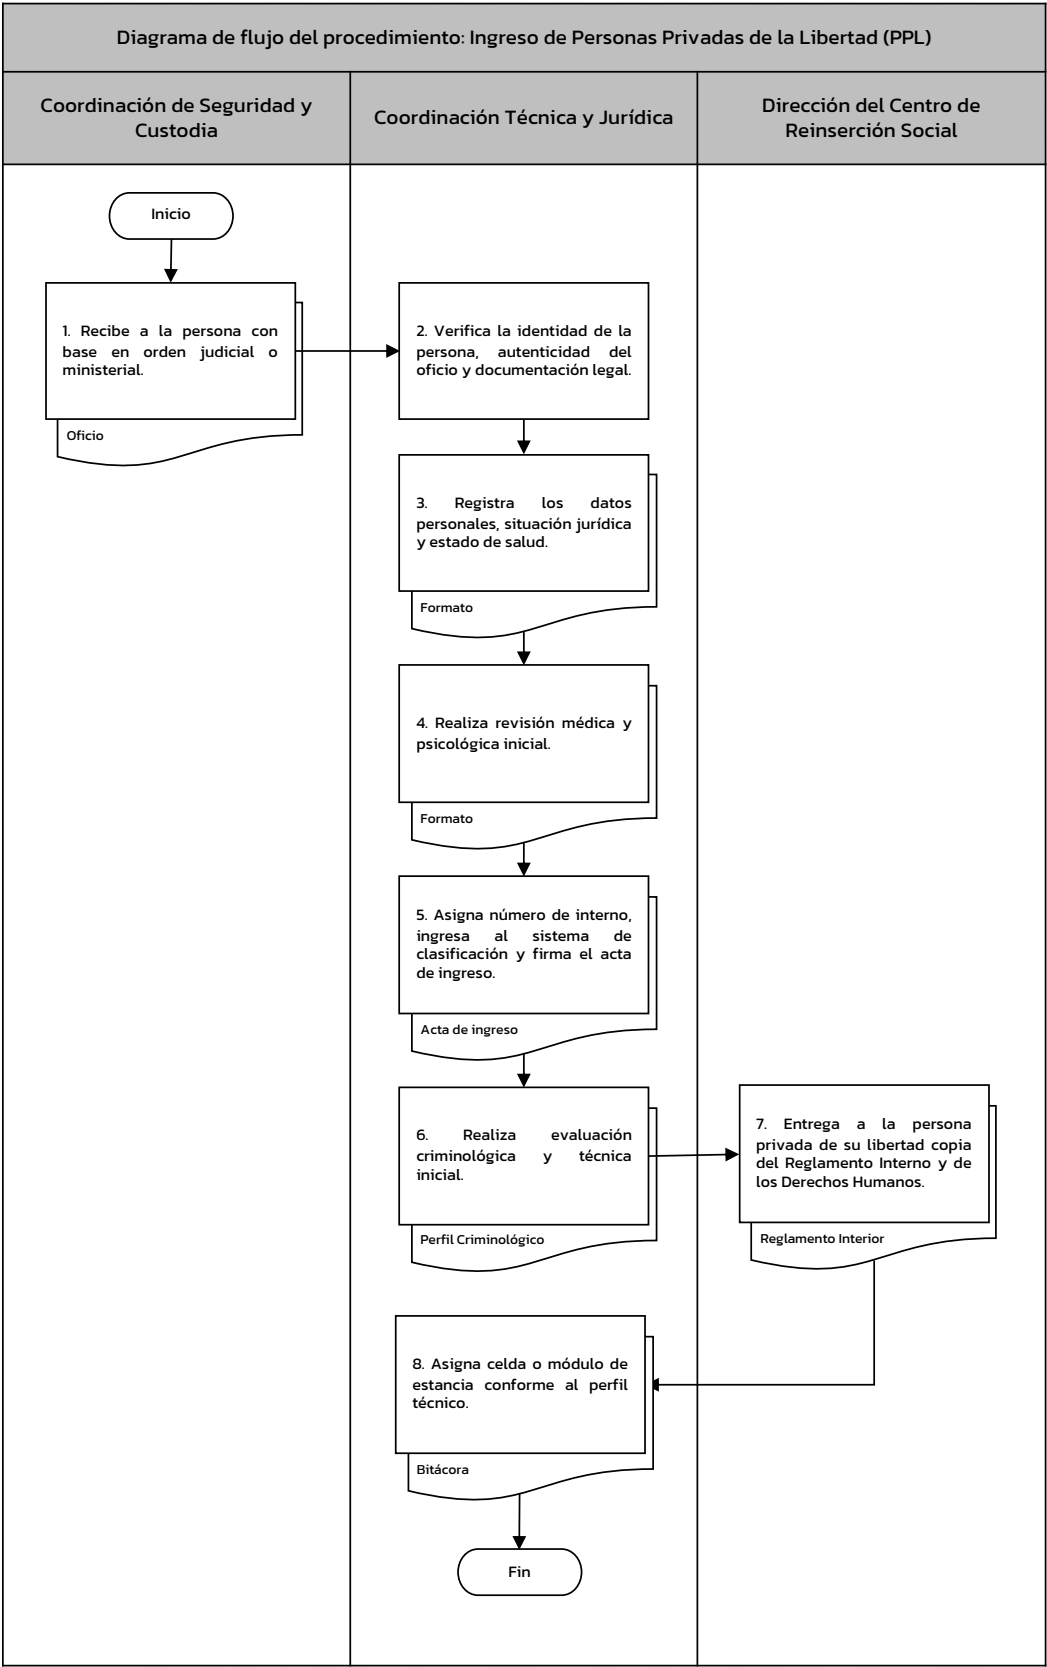 Diagrama de flujo del procedimiento: Ingreso de Personas Privadas de la Libertad (PPL)
Coordinación de Seguridad y
Custodia
Coordinación Técnica y Jurídica
Dirección del Centro de
Reinserción Social
Inicio
1. Recibe a la persona con
base en orden judicial o
ministerial.
Oficio
2. Verifica la identidad de la
persona, autenticidad del
oficio y documentación legal.
3. Registra los datos
personales, situación jurídica
y estado de salud.
Formato
4. Realiza revisión médica y
psicológica inicial.
Formato
5. Asigna número de interno,
ingresa al sistema de
clasificación y firma el acta
de ingreso.
Acta de ingreso
6. Realiza evaluación
criminológica y técnica
inicial.
Perfil Criminológico
7. Entrega a la persona
privada de su libertad copia
del Reglamento Interno y de
los Derechos Humanos.
Reglamento Interior
8. Asigna celda o módulo de
estancia conforme al perfil
técnico.
Bitácora
Fin